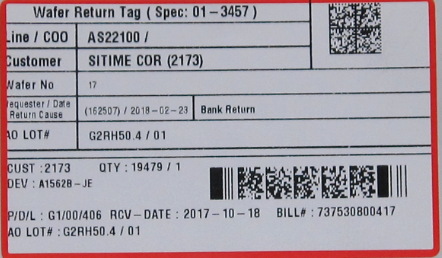 Wafer Return Tag ( Spec: 01-3457 )
Line / COO AS22100 /
Customer SITIME COR (2173)
Wafer No 17
Requester / Date Return Cause (162507) / 2018-02-23 Bank Return
AO LOT# G2RH50.4 / 01
CUST : 2173 QTY : 19479 / 1
DEV : A1562B-JE
P/D/L : G1/00/406 RCV-DATE : 2017-10-18 BILL# : 737530800417
AO LOT# : G2RH50.4 / 01